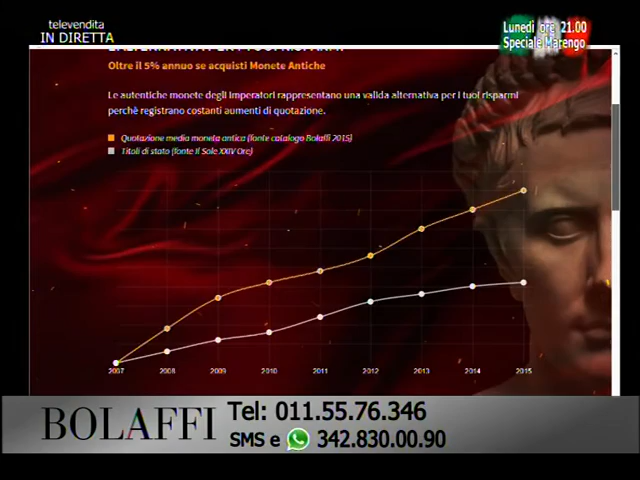 televendita
IN DIRETTA
Lunedì ore 21.00
Speciale Marengo
Oltre il 5% annuo se acquisti Monete Antiche
Le autentiche monete degli Imperatori rappresentano una valida alternativa per i tuoi risparmi
perchè registrano costanti aumenti di quotazione.
Quotazione media moneta antica (fonte catalogo Bolaffi 2015)
Titoli di stato (fonte Il Sole XXIV Ore)
2007 2008 2009 2010 2011 2012 2013 2014 2015
BOLAFFI
Tel: 011.55.76.346
SMS e 342.830.00.90